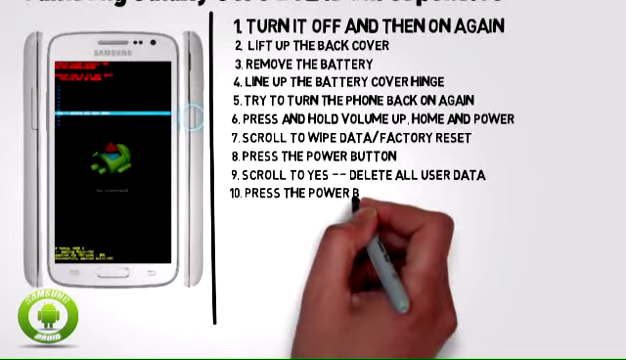 SAMSUNG
1. TURN IT OFF AND THEN ON AGAIN
2. LIFT UP THE BACK COVER
3. REMOVE THE BATTERY
4. LINE UP THE BATTERY COVER HINGE
5. TRY TO TURN THE PHONE BACK ON AGAIN
6. PRESS AND HOLD VOLUME UP, HOME AND POWER
7. SCROLL TO WIPE DATA/FACTORY RESET
8. PRESS THE POWER BUTTON
9. SCROLL TO YES -- DELETE ALL USER DATA
10. PRESS THE POWER B
SAMSUNG
DROID